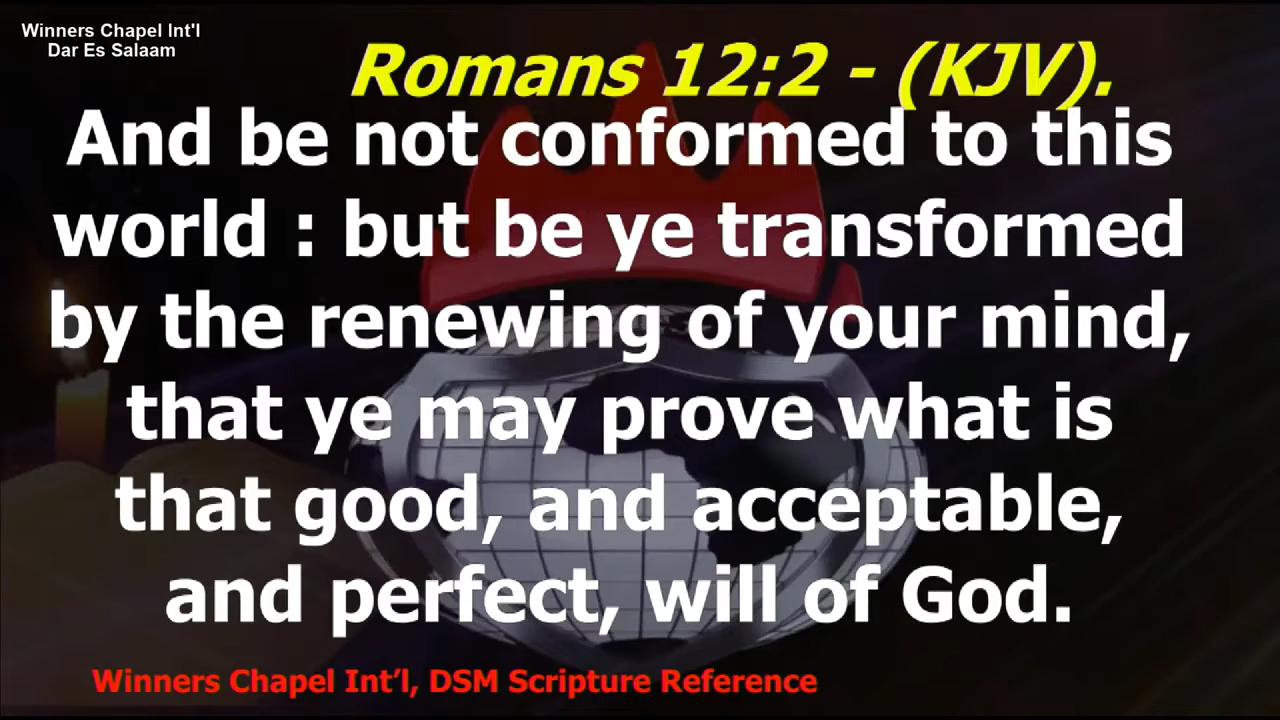 Winners Chapel Int'l
Dar Es Salaam
Romans 12:2 - (KJV).
And be not conformed to this
world : but be ye transformed
by the renewing of your mind,
that ye may prove what is
that good, and acceptable,
and perfect, will of God.
Winners Chapel Int’l, DSM Scripture Reference